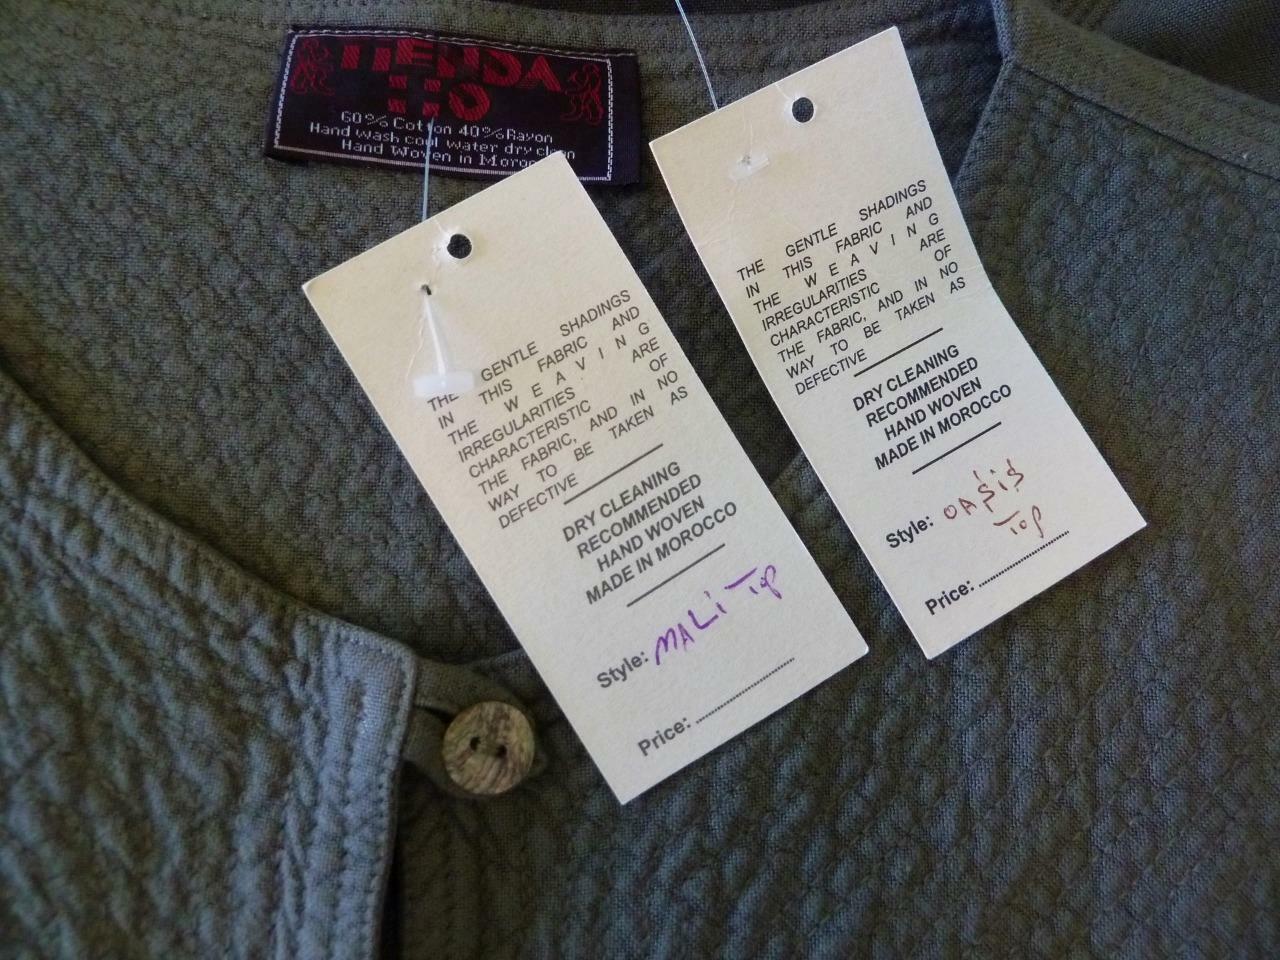 TIENDA
HO
60% Cotton 40% Rayon
Hand wash cool water dry clean
Hand Woven in
THE GENTLE SHADINGS
IN THIS FABRIC AND
THE WEAVING ARE
IRREGULARITIES OF
CHARACTERISTIC
THE FABRIC, AND IN NO
WAY TO BE TAKEN AS
DEFECTIVE
DRY CLEANING
RECOMMENDED
HAND WOVEN
MADE IN MOROCCO
Style: MALI TOP
Price:
THE GENTLE SHADINGS
IN THIS FABRIC AND
THE WEAVING ARE
IRREGULARITIES OF
CHARACTERISTIC
THE FABRIC, AND IN NO
WAY TO BE TAKEN AS
DEFECTIVE
DRY CLEANING
RECOMMENDED
HAND WOVEN
MADE IN MOROCCO
Style: OASIS
TOP
Price: